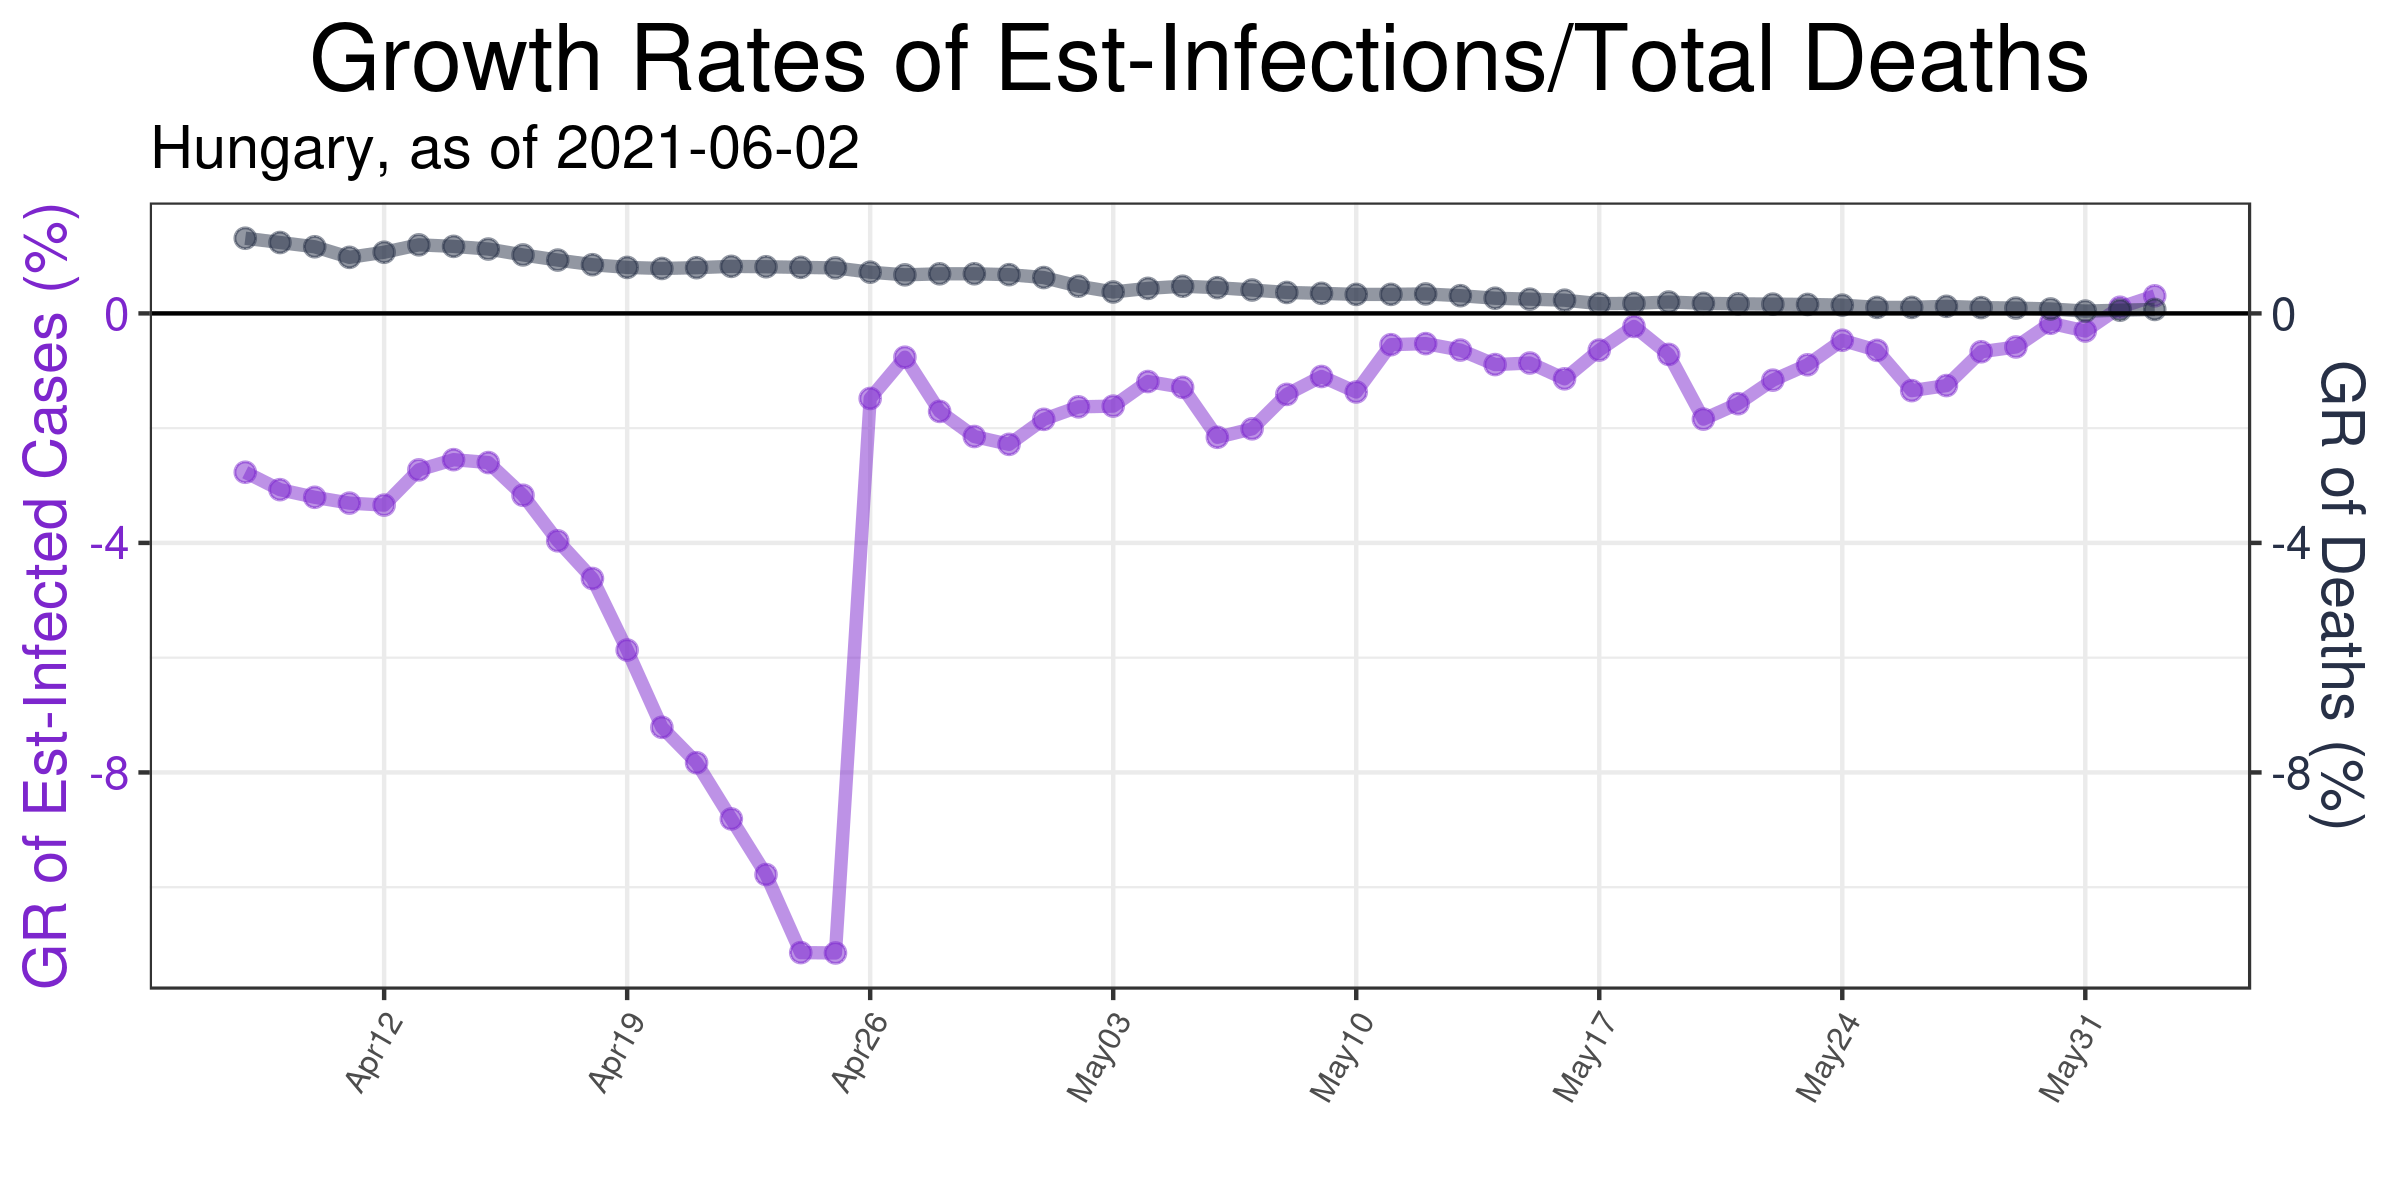 Growth Rates of Est-Infections/Total Deaths
Hungary, as of 2021-06-02
GR of Est-Infected Cases (%)
0
-4
-8
0
-4
-8
GR of Deaths (%)
Apr12
Apr19
Apr26
May03
May10
May17
May24
May31